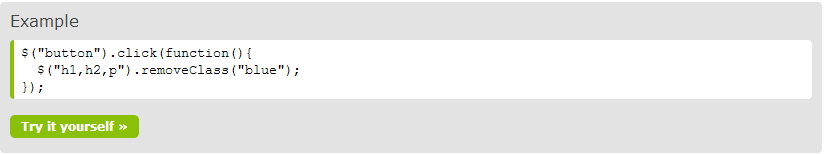 Example
$("button").click(function(){
  $("h1,h2,p").removeClass("blue");
});
Try it yourself »